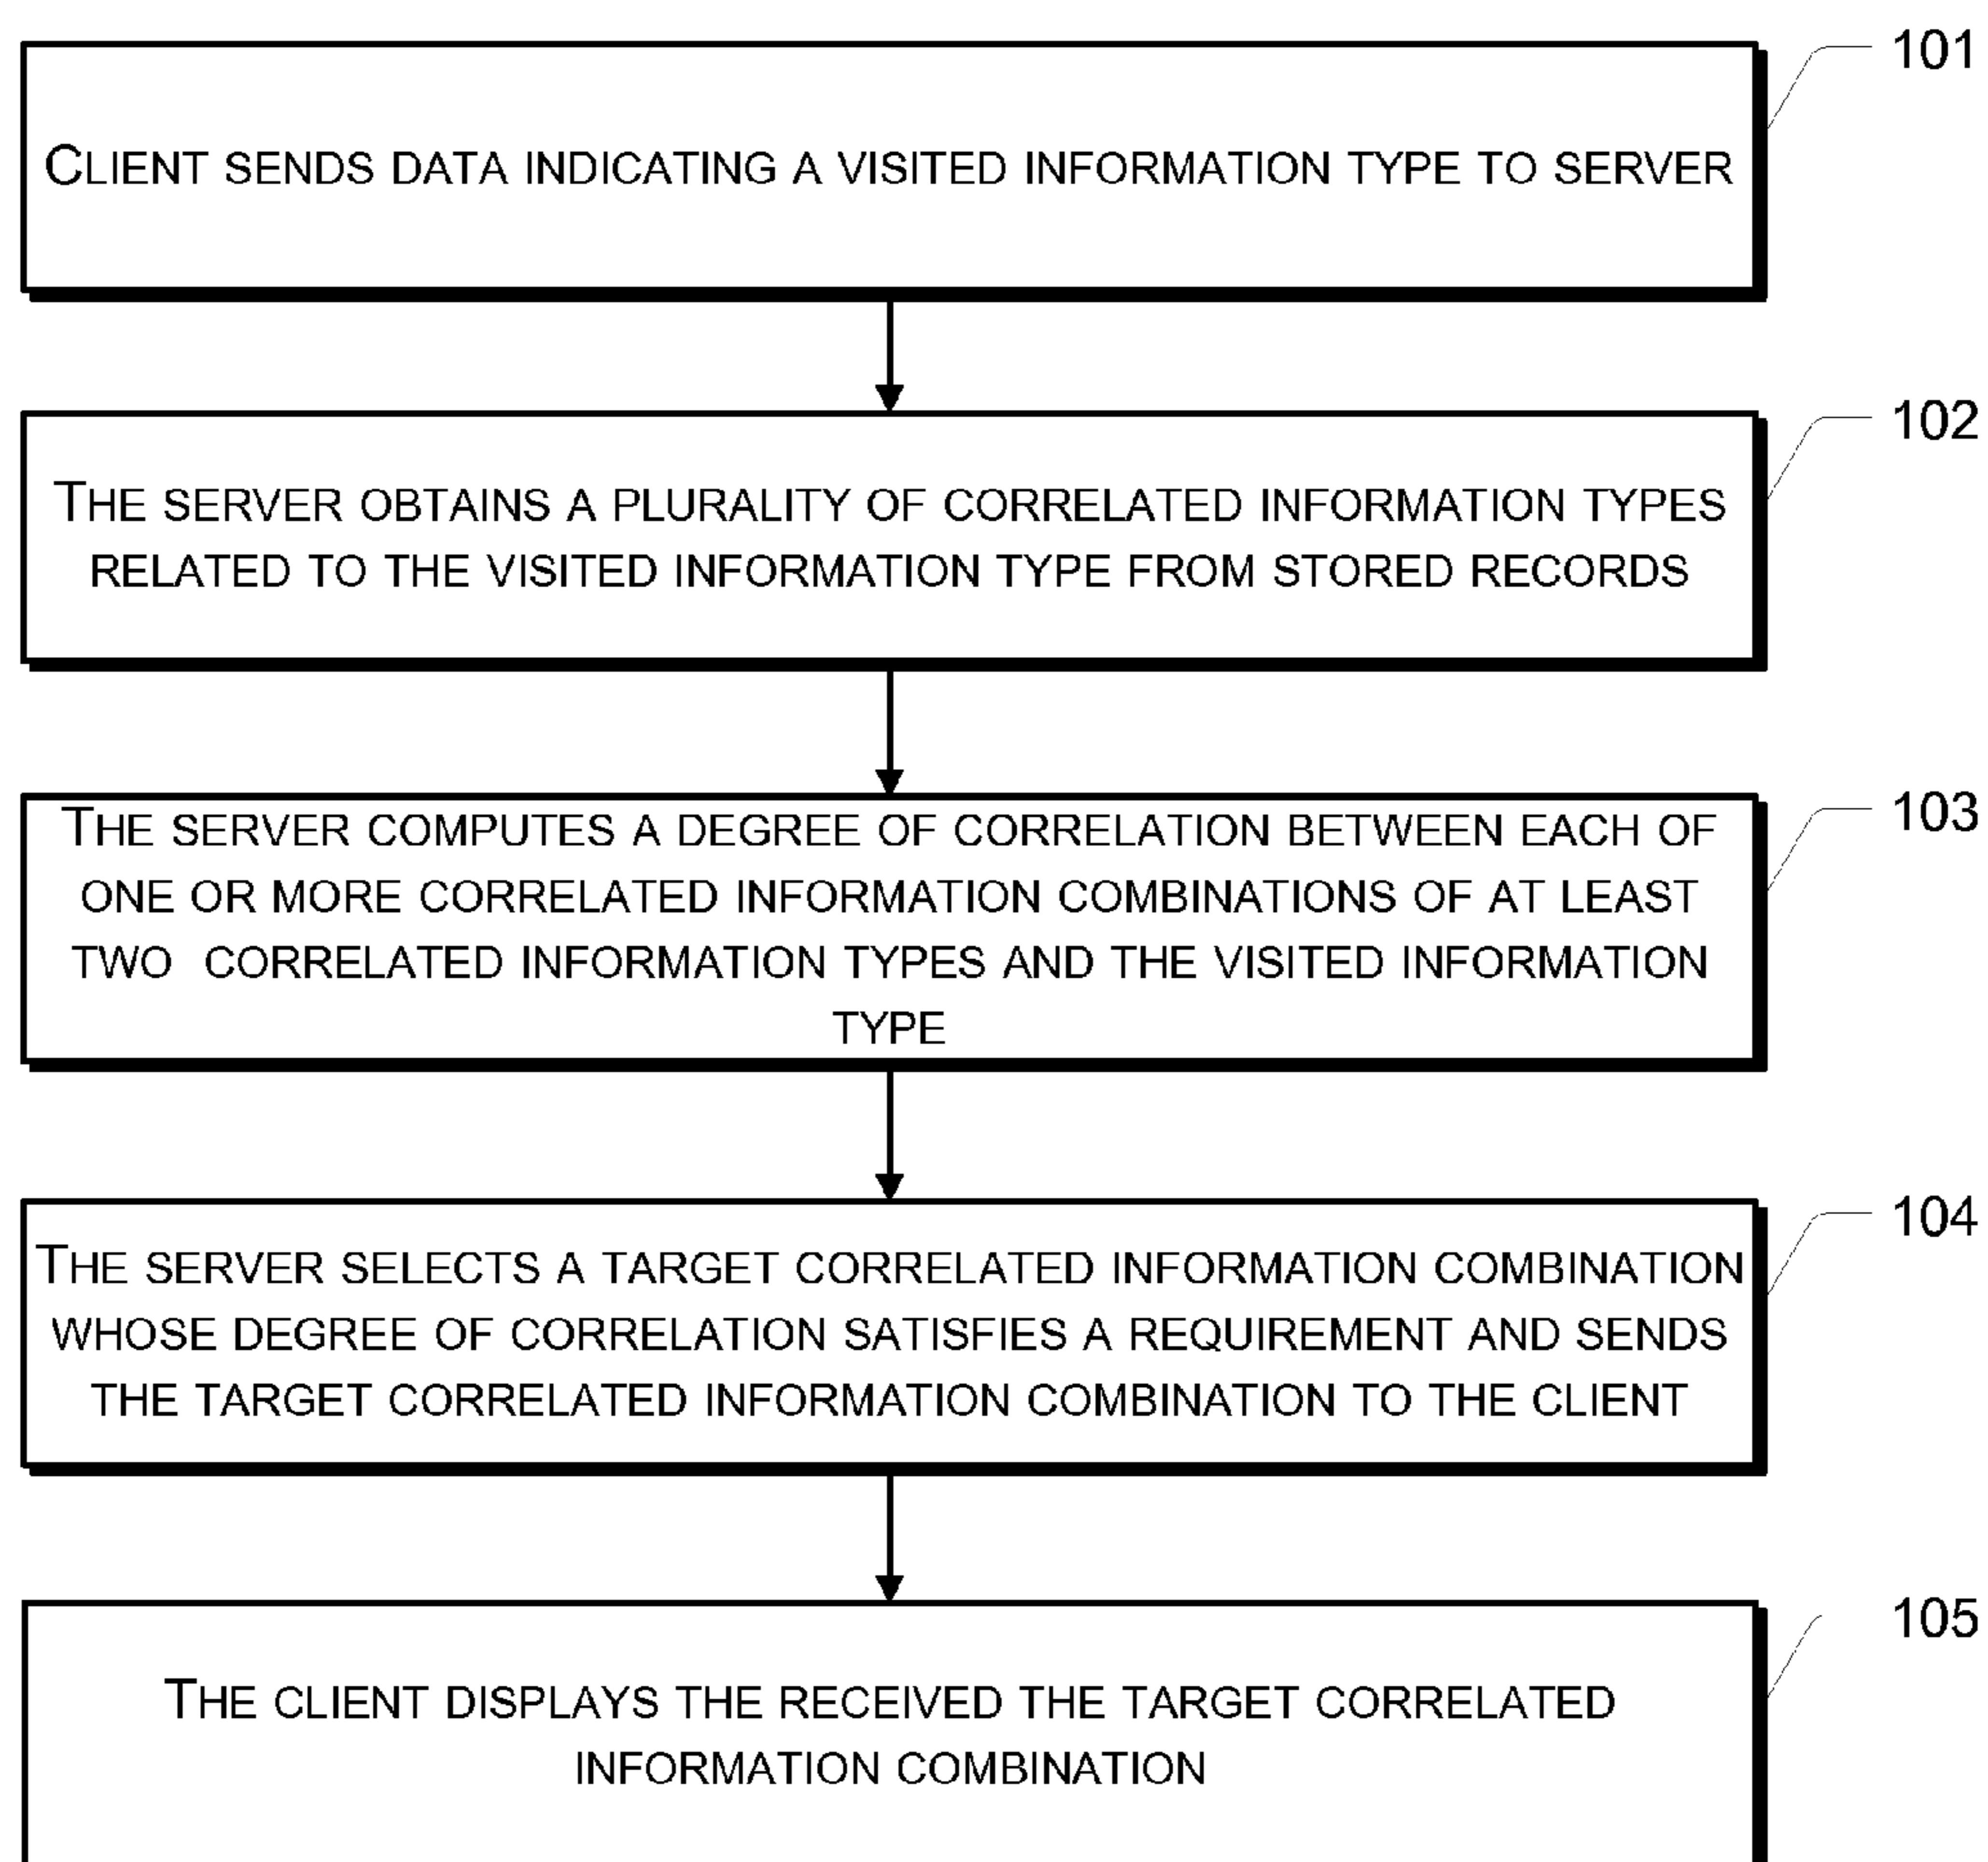 101
CLIENT SENDS DATA INDICATING A VISITED INFORMATION TYPE TO SERVER
102
THE SERVER OBTAINS A PLURALITY OF CORRELATED INFORMATION TYPES
RELATED TO THE VISITED INFORMATION TYPE FROM STORED RECORDS
103
THE SERVER COMPUTES A DEGREE OF CORRELATION BETWEEN EACH OF
ONE OR MORE CORRELATED INFORMATION COMBINATIONS OF AT LEAST
TWO CORRELATED INFORMATION TYPES AND THE VISITED INFORMATION
TYPE
104
THE SERVER SELECTS A TARGET CORRELATED INFORMATION COMBINATION
WHOSE DEGREE OF CORRELATION SATISFIES A REQUIREMENT AND SENDS
THE TARGET CORRELATED INFORMATION COMBINATION TO THE CLIENT
105
THE CLIENT DISPLAYS THE RECEIVED THE TARGET CORRELATED
INFORMATION COMBINATION